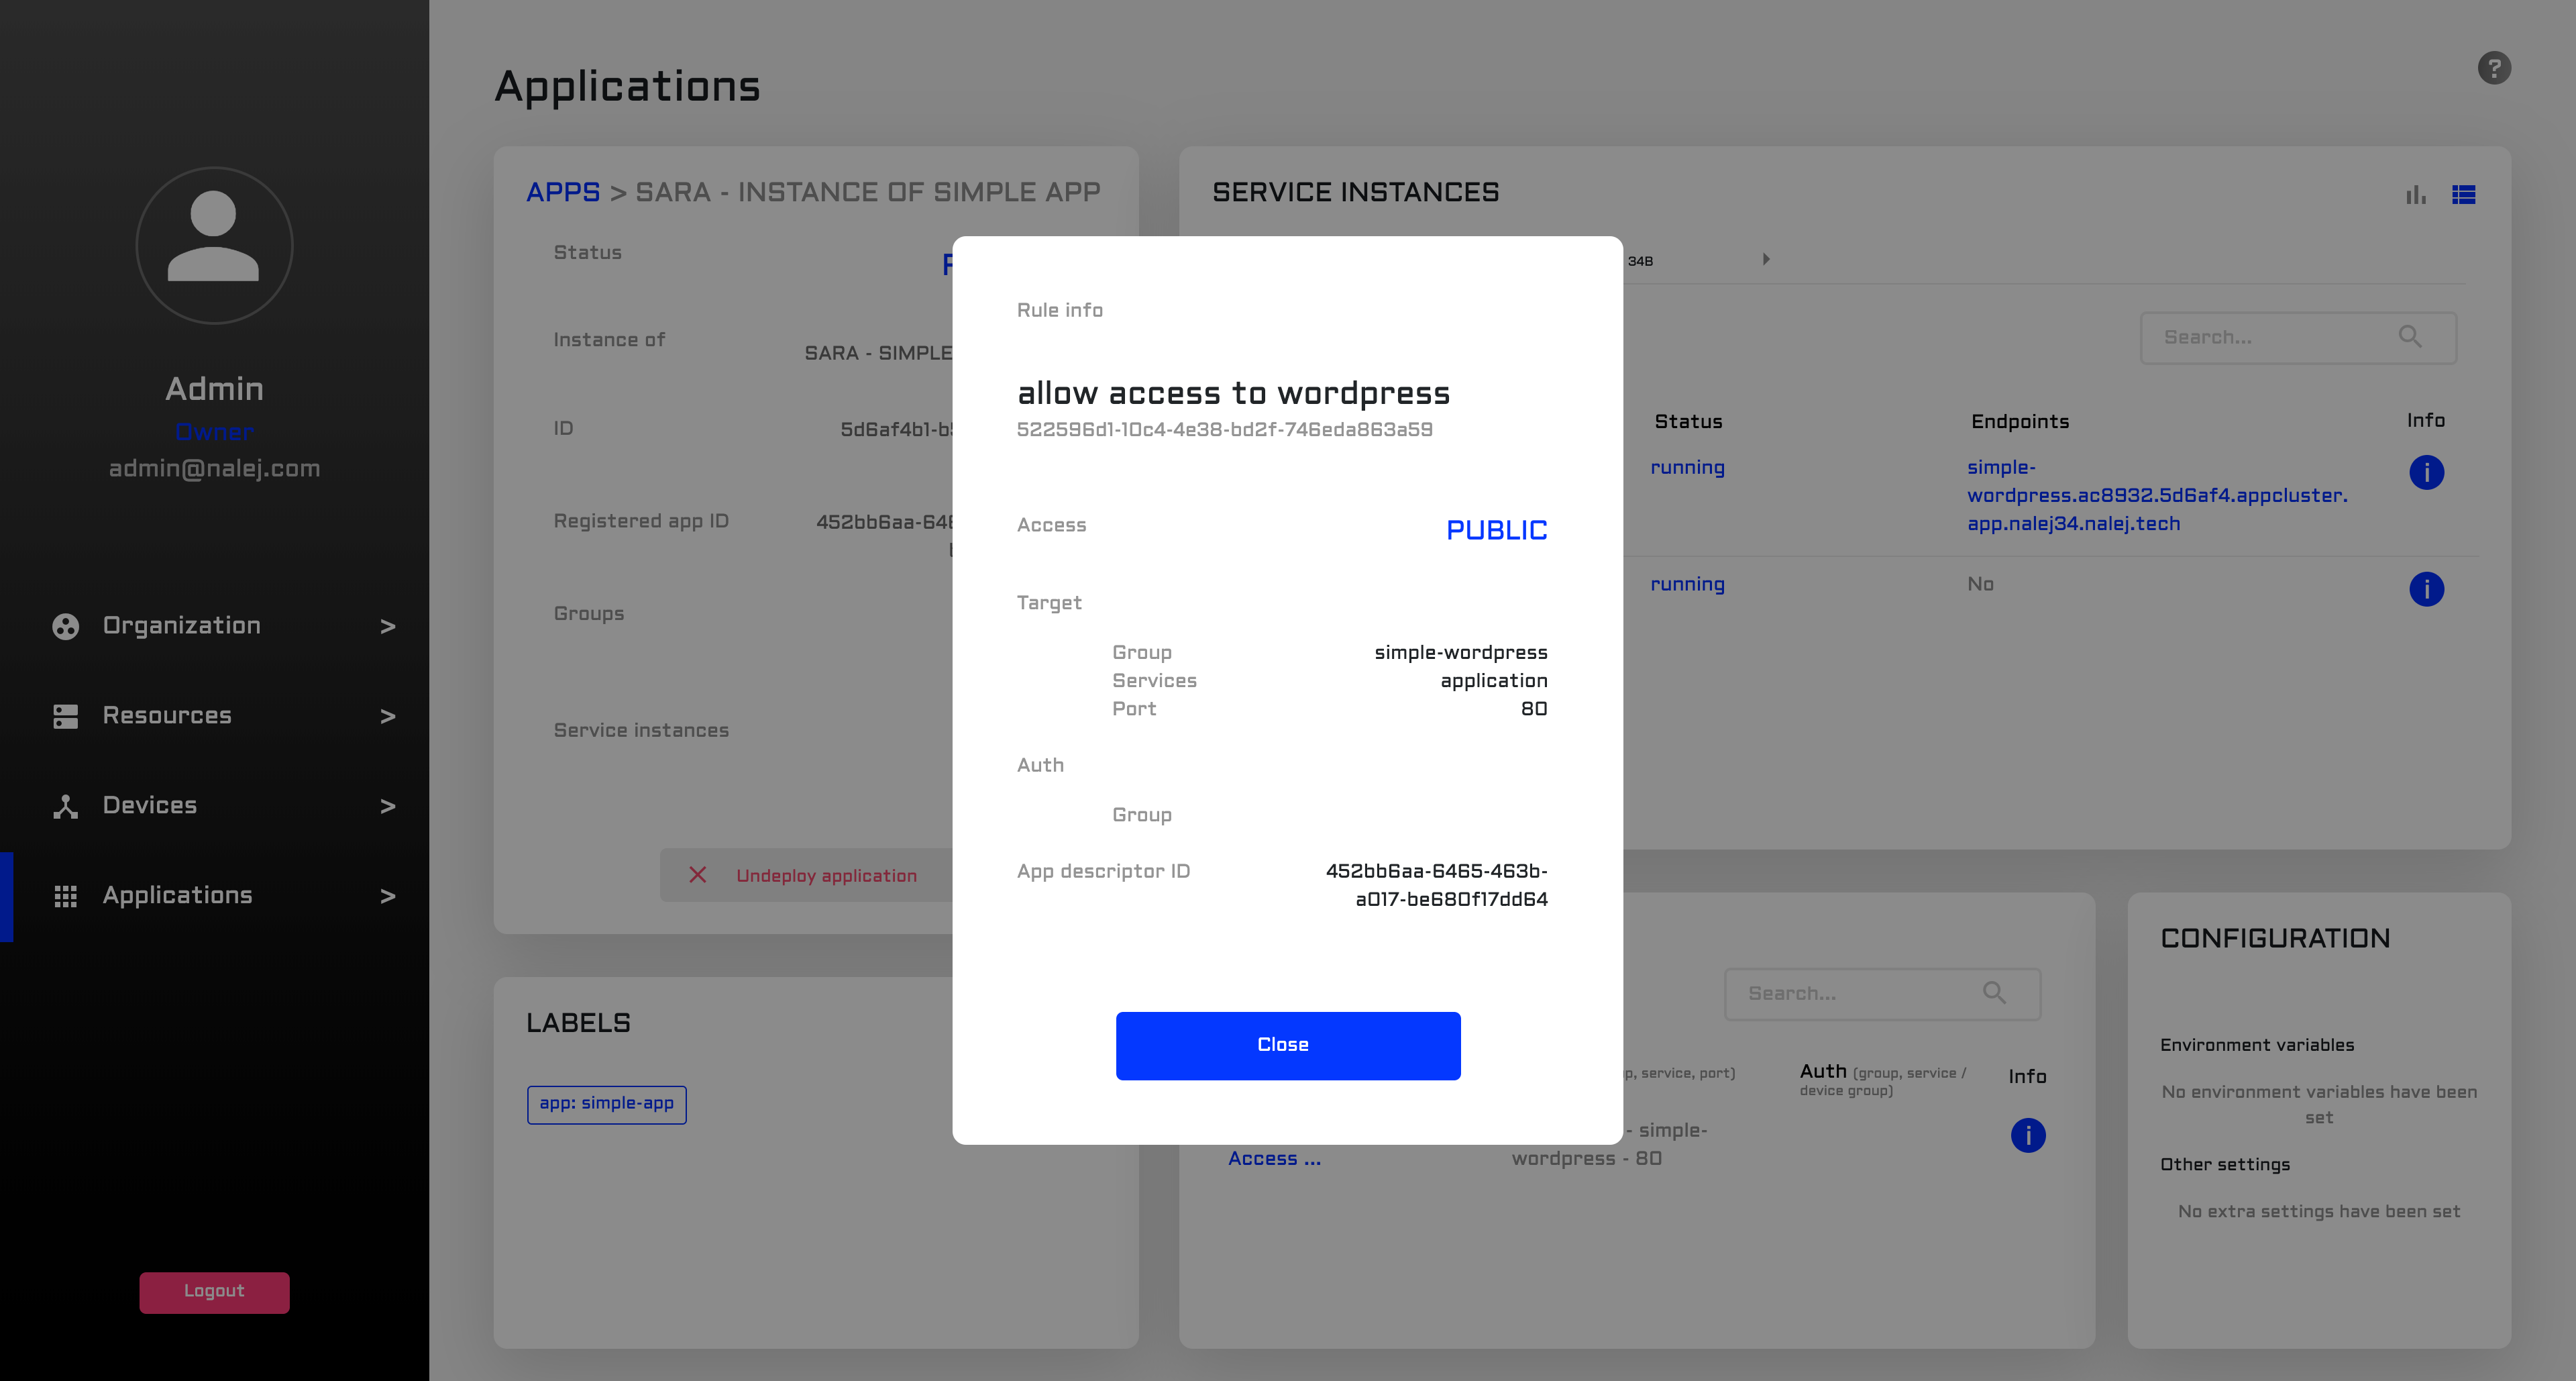 Admin
Owner
admin@nalej.com
Organization >
Resources >
Devices >
Applications >
Logout
Applications
?
APPS > SARA - INSTANCE OF SIMPLE APP
Status
Instance of
SARA - SIMPLE
ID
5d6af4b1-b
Registered app ID
452bb6aa-646
Groups
Service instances
Undeploy application
SERVICE INSTANCES
34B
Search...
Status Endpoints Info
running
simple-
wordpress.ac8932.5d6af4.appcluster.
app.nalej34.nalej.tech
running No
Rule info
allow access to wordpress
522596d1-10c4-4e38-bd2f-746eda863a59
Access PUBLIC
Target
Group simple-wordpress
Services application
Port 80
Auth
Group
App descriptor ID 452bb6aa-6465-463b-
a017-be680f17dd64
Close
LABELS
app: simple-app
Search...
p, service, port)
Auth (group, service /
device group)
Info
- simple-
Access ... wordpress - 80
CONFIGURATION
Environment variables
No environment variables have been
set
Other settings
No extra settings have been set